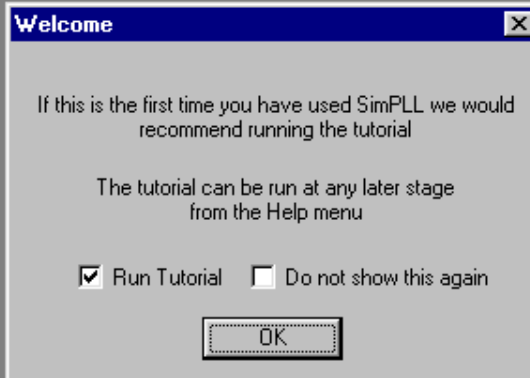 Welcome
If this is the first time you have used SimPLL we would
recommend running the tutorial
The tutorial can be run at any later stage
from the Help menu
Run Tutorial Do not show this again
OK